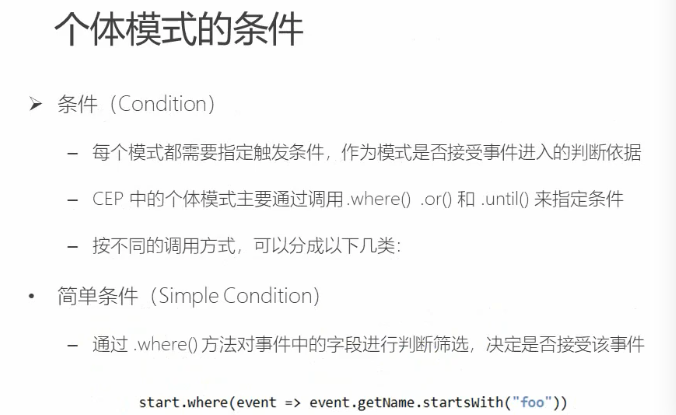 个体模式的条件
➤ 条件（Condition）
– 每个模式都需要指定触发条件，作为模式是否接受事件进入的判断依据
– CEP 中的个体模式主要通过调用 .where() .or() 和 .until() 来指定条件
– 按不同的调用方式，可以分成以下几类：
• 简单条件（Simple Condition）
– 通过 .where() 方法对事件中的字段进行判断筛选，决定是否接受该事件
start.where(event => event.getName.startsWith("foo"))